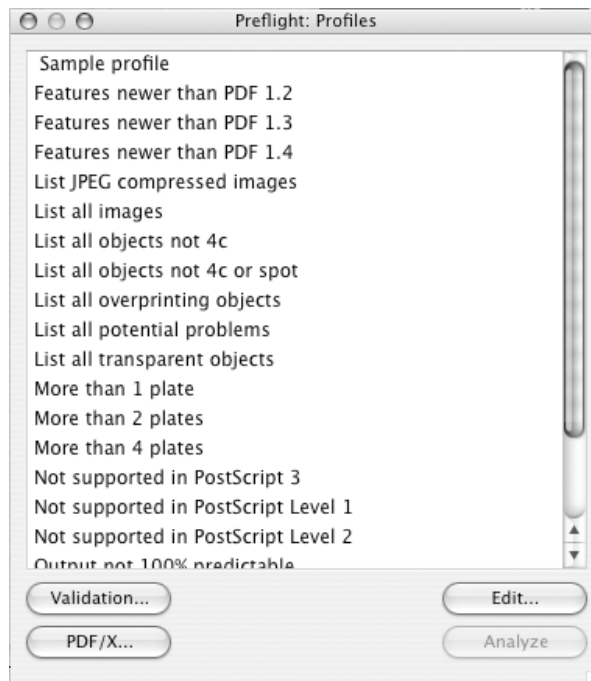 Preflight: Profiles
Sample profile
Features newer than PDF 1.2
Features newer than PDF 1.3
Features newer than PDF 1.4
List JPEG compressed images
List all images
List all objects not 4c
List all objects not 4c or spot
List all overprinting objects
List all potential problems
List all transparent objects
More than 1 plate
More than 2 plates
More than 4 plates
Not supported in PostScript 3
Not supported in PostScript Level 1
Not supported in PostScript Level 2
Output not 100% predictable
Validation... Edit...
PDF/X... Analyze